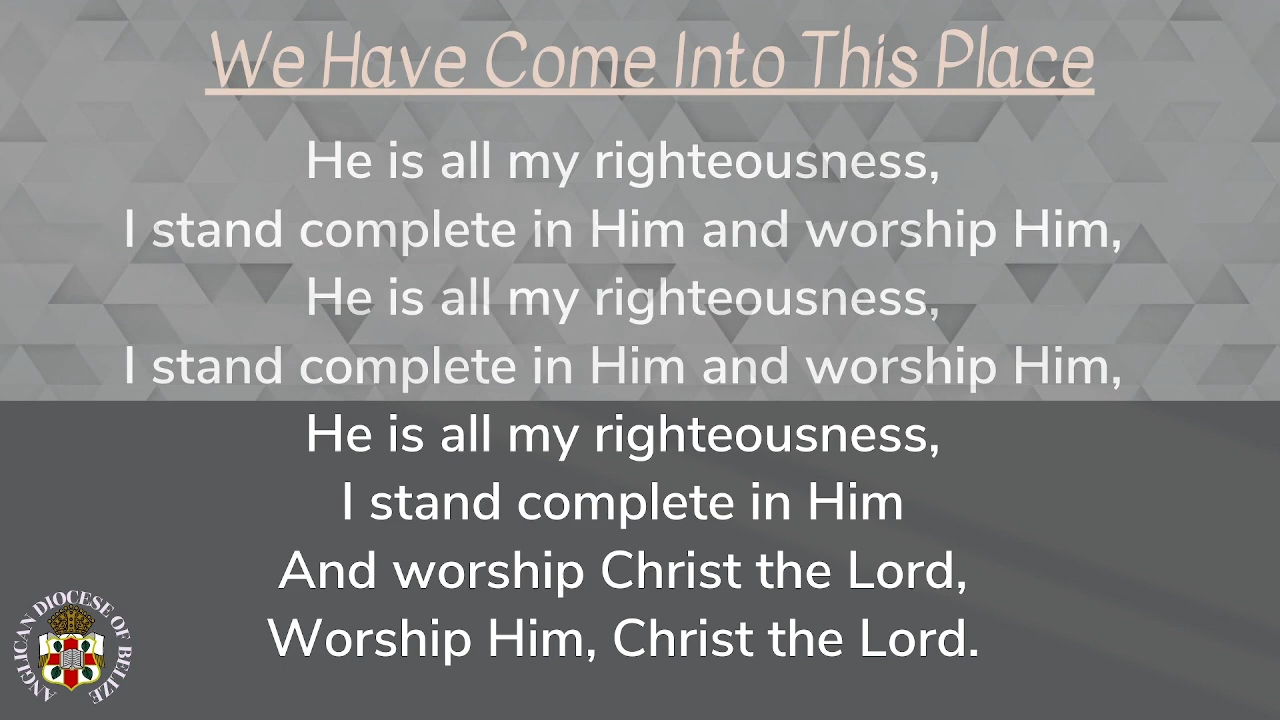 We Have Come Into This Place
He is all my righteousness,
I stand complete in Him and worship Him,
He is all my righteousness,
I stand complete in Him and worship Him,
He is all my righteousness,
I stand complete in Him
And worship Christ the Lord,
Worship Him, Christ the Lord.
ANGLICAN DIOCESE OF BELIZE